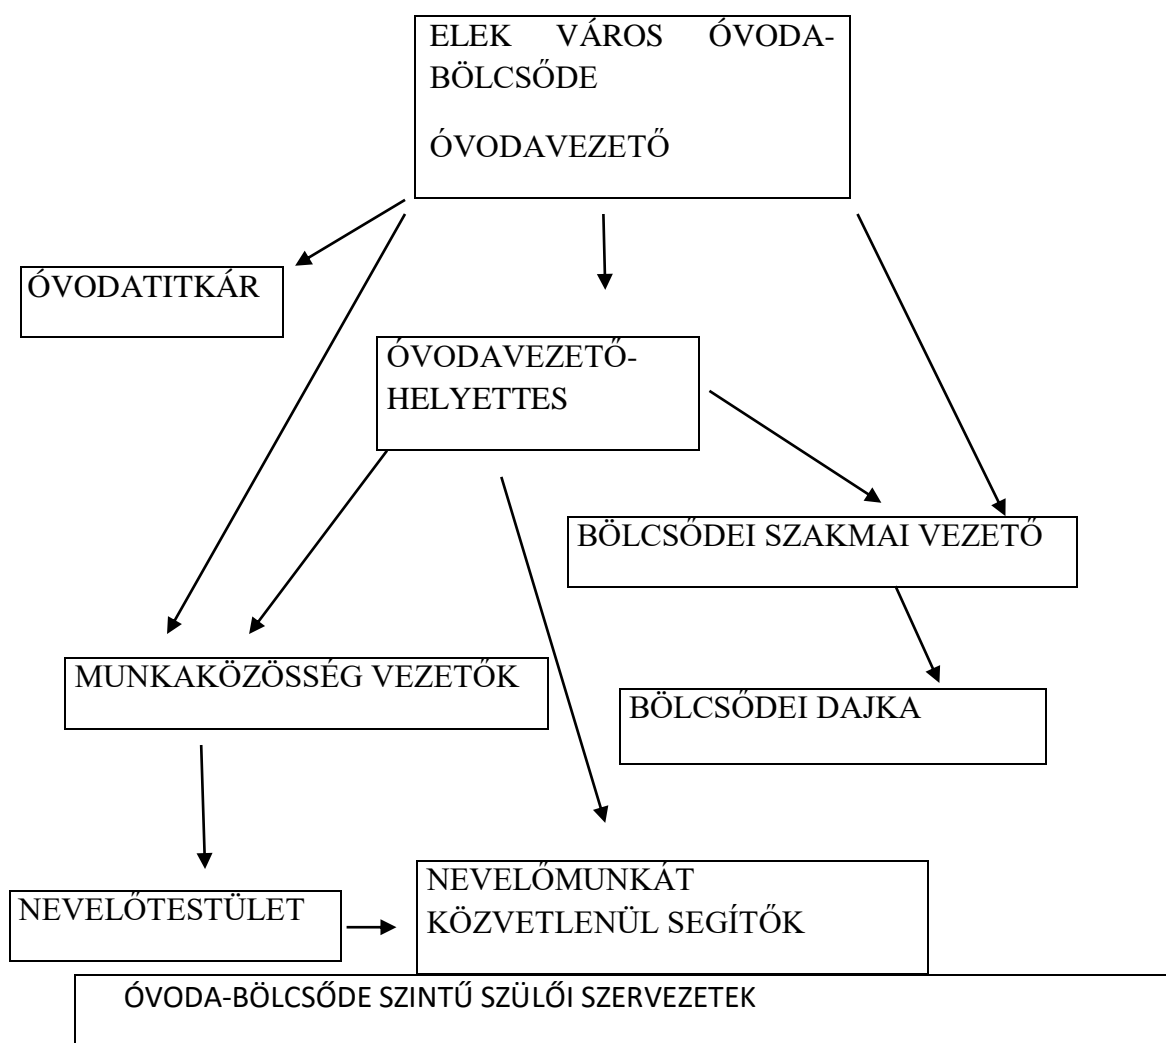 ELEK VÁROS ÓVODA-
BÖLCSŐDE
ÓVODAVEZETŐ
ÓVODATITKÁR
ÓVODAVEZETŐ-
HELYETTES
BÖLCSŐDEI SZAKMAI VEZETŐ
MUNKAKÖZÖSSÉG VEZETŐK
BÖLCSŐDEI DAJKA
NEVELŐTESTÜLET
NEVELŐMUNKÁT
KÖZVETLENÜL SEGÍTŐK
ÓVODA-BÖLCSŐDE SZINTŰ SZÜLŐI SZERVEZETEK